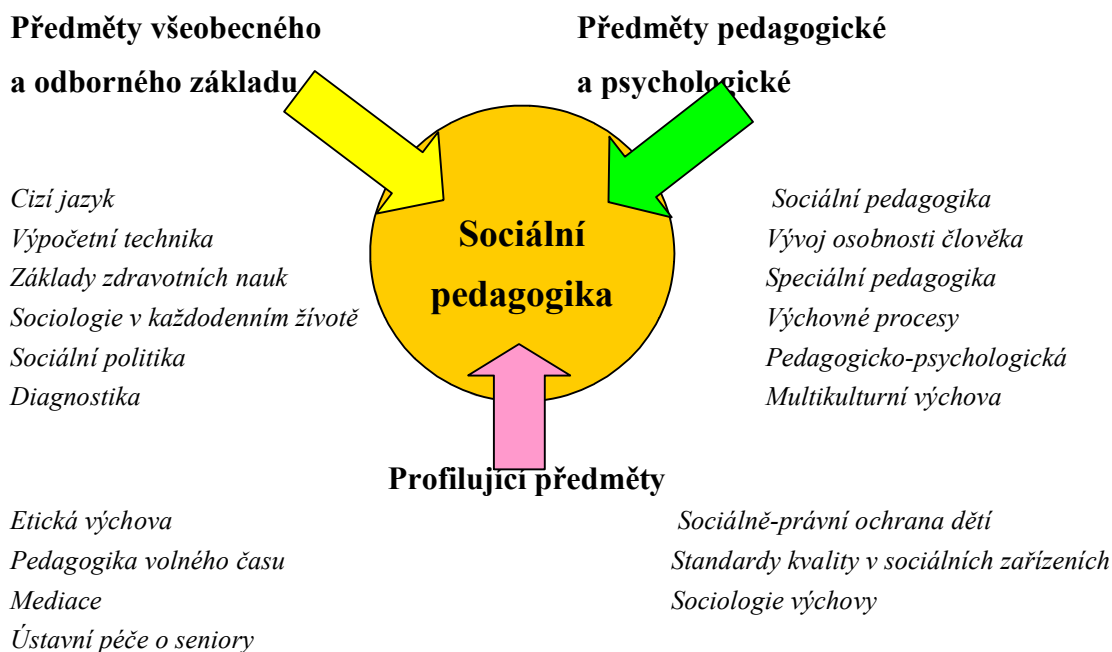 Předměty všeobecného
a odborného základu
Předměty pedagogické
a psychologické
Cizí jazyk
Výpočetní technika
Základy zdravotních nauk
Sociologie v každodenním žívotě
Sociální politika
Diagnostika
Sociální
pedagogika
Sociální pedagogika
Vývoj osobnosti člověka
Speciální pedagogika
Výchovné procesy
Pedagogicko-psychologická
Multikulturní výchova
Profilující předměty
Etická výchova
Pedagogika volného času
Mediace
Ústavní péče o seniory
Sociálně-právní ochrana dětí
Standardy kvality v sociálních zařízeních
Sociologie výchovy